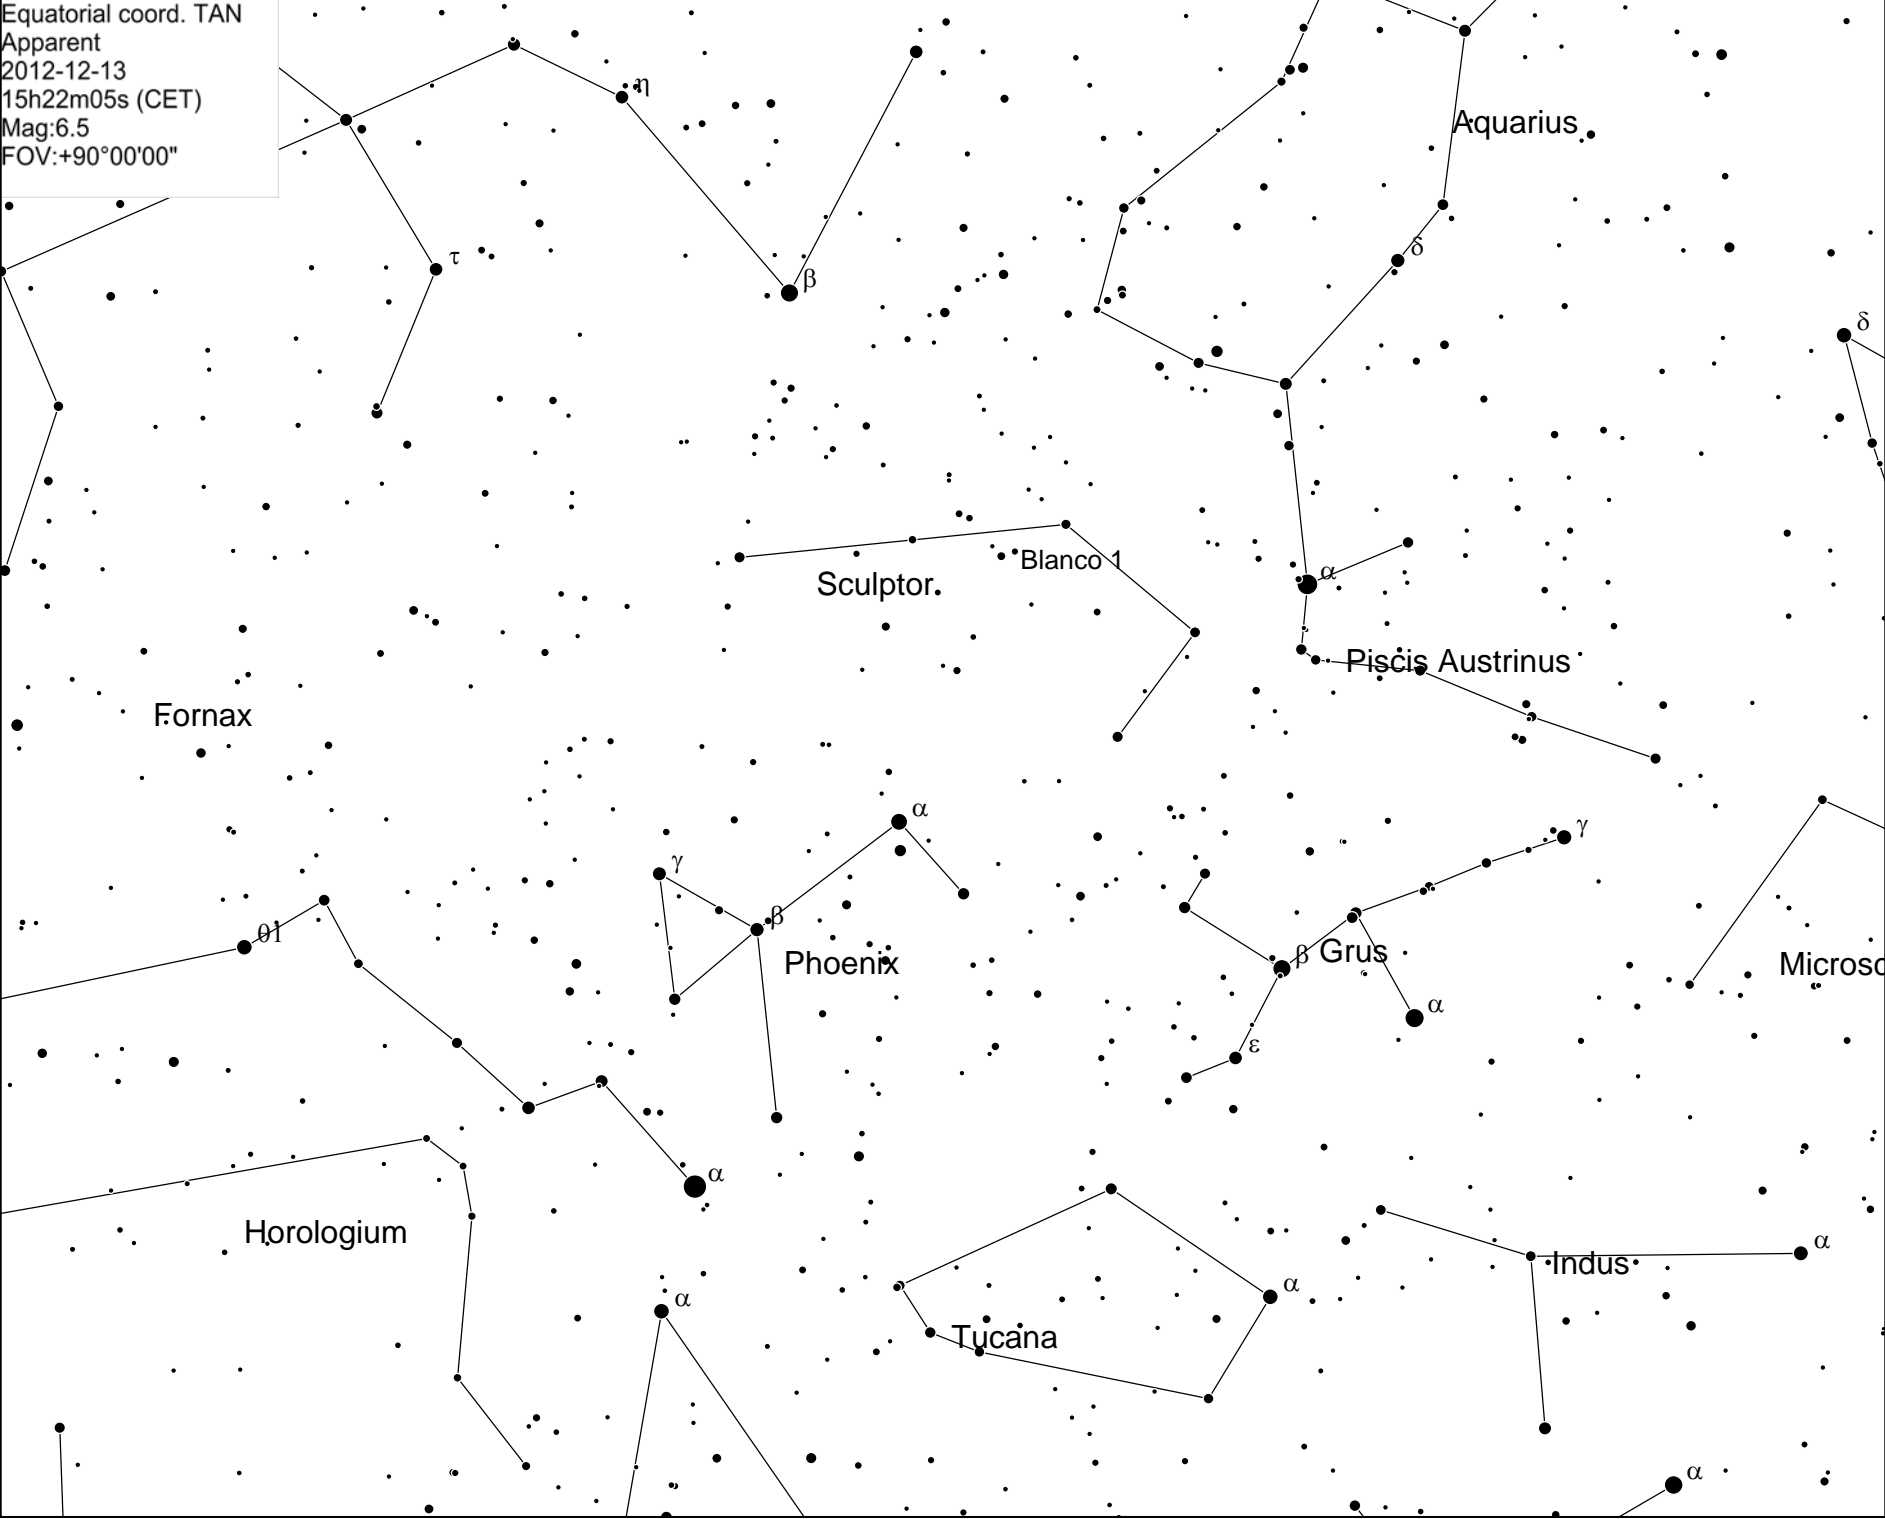 Equatorial coord. TAN
Apparent
2012-12-13
15h22m05s (CET)
Mag:6.5
FOV:+90°00'00"
η
Aquarius
τ
β
δ
δ
Blanco 1
Sculptor
α
Piscis Austrinus
Fornax
α
γ
γ
β
θ1
Phoenix
β
Grus
Microsc
α
ε
α
Horologium
α
Indus
α
α
Tucana
α